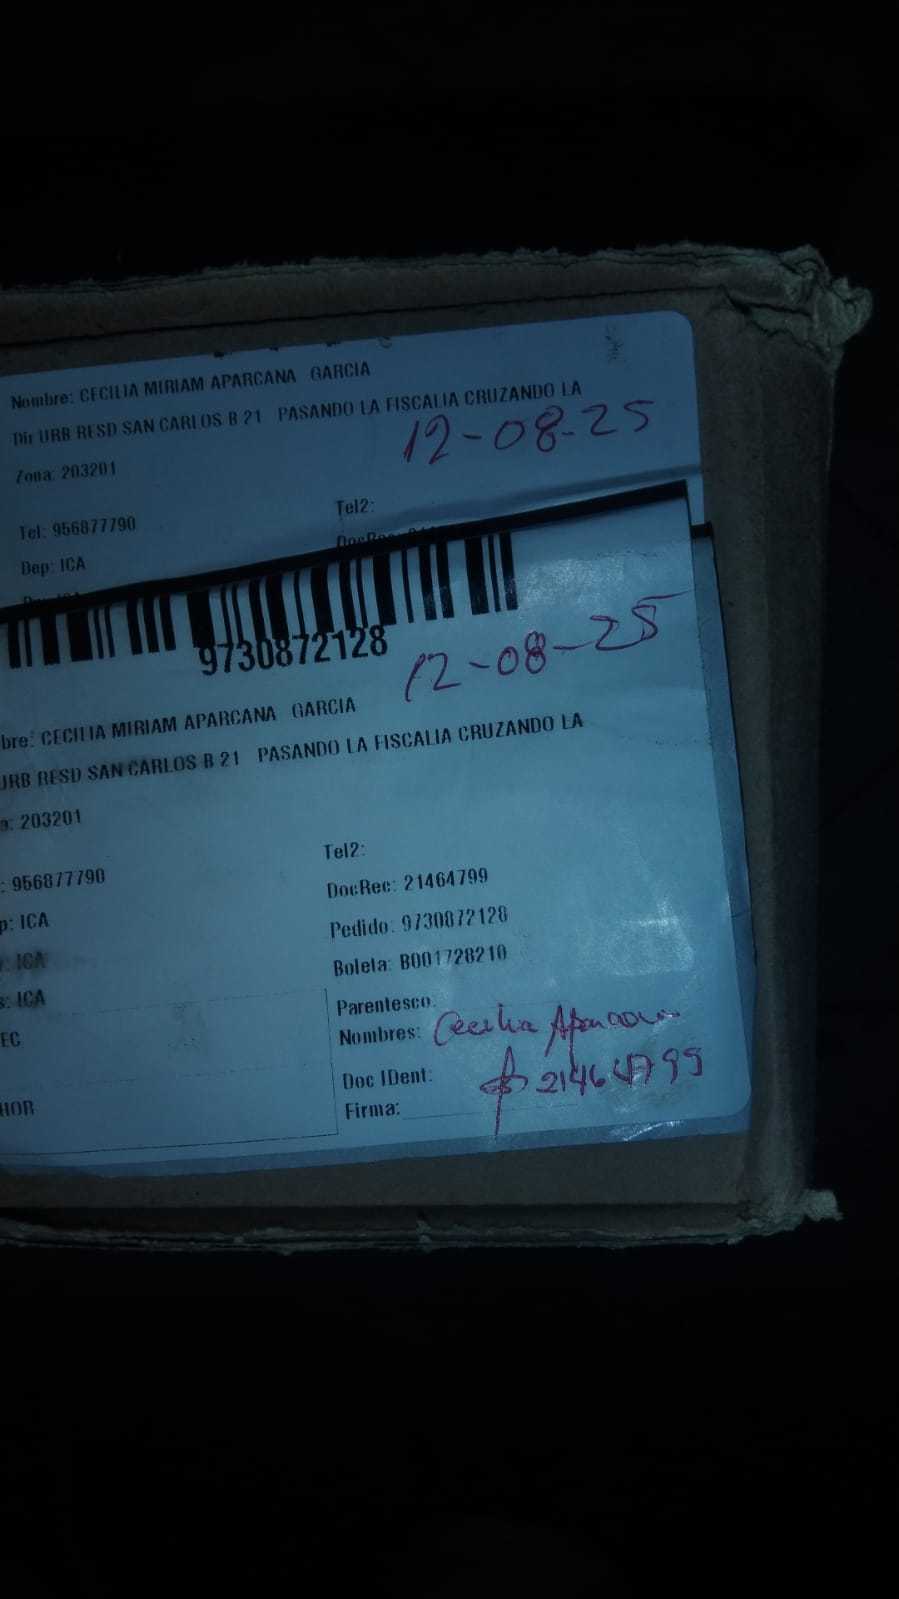 Nombre: CECILIA MIRIAM APARCANA GARCIA
Dir URB RESD SAN CARLOS B 21 PASANDO LA FISCALIA CRUZANDO LA
12-08-25
Zona: 203201
Tel: 956877790
Tel2:
Dep: ICA
9730872128
12-08-25
bre: CECILIA MIRIAM APARCANA GARCIA
URB RESD SAN CARLOS B 21 PASANDO LA FISCALIA CRUZANDO LA
a: 203201
Tel2:
: 956877790
DocRec: 21464799
p: ICA
Pedido: 9730872128
: ICA
Boleta: B001728210
s: ICA
Parentesco:
EC
Nombres: Cecilia Aparcana
Doc IDent: 21464799
HOR
Firma: